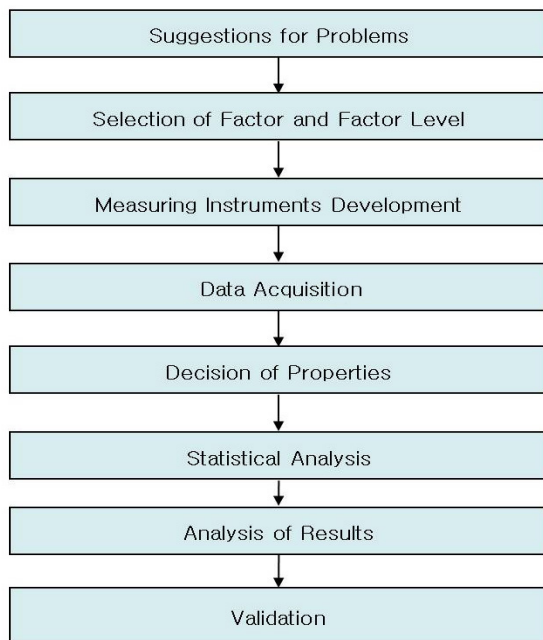 Suggestions for Problems
Selection of Factor and Factor Level
Measuring Instruments Development
Data Acquisition
Decision of Properties
Statistical Analysis
Analysis of Results
Validation